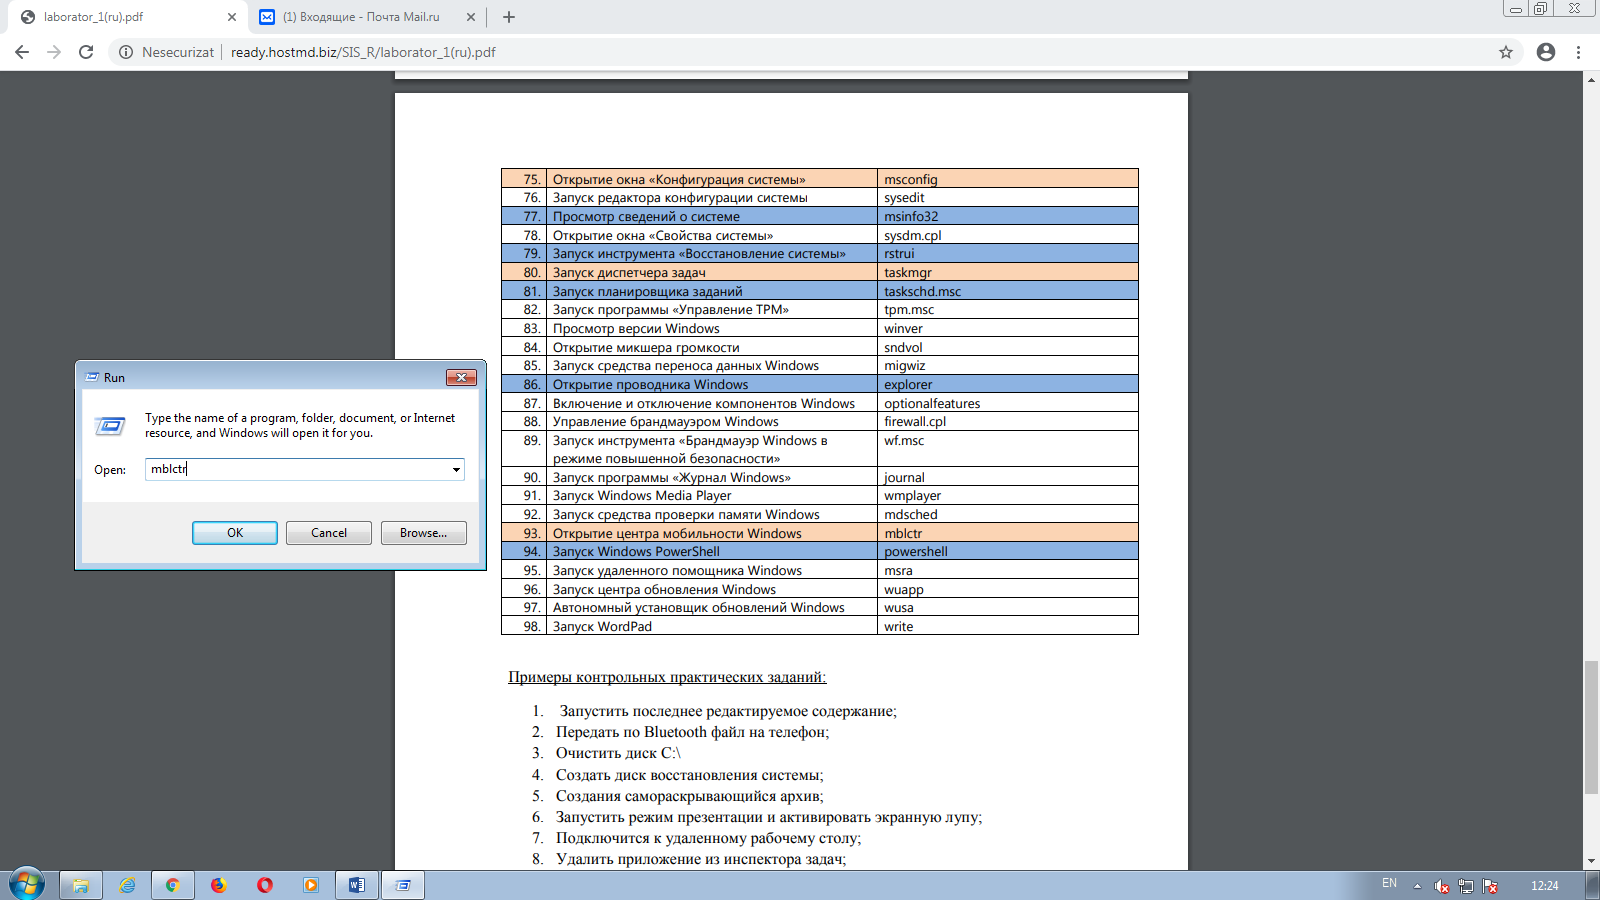 laborator_1(ru).pdf
(1) Входящие - Почта Mail.ru
Nesecurizat
ready.hostmd.biz/SIS_R/laborator_1(ru).pdf
75. Открытие окна «Конфигурация системы» msconfig
76. Запуск редактора конфигурации системы sysedit
77. Просмотр сведений о системе msinfo32
78. Открытие окна «Свойства системы» sysdm.cpl
79. Запуск инструмента «Восстановление системы» rstrui
80. Запуск диспетчера задач taskmgr
81. Запуск планировщика заданий taskschd.msc
82. Запуск программы «Управление TPM» tpm.msc
83. Просмотр версии Windows winver
84. Открытие микшера громкости sndvol
85. Запуск средства переноса данных Windows migwiz
86. Открытие проводника Windows explorer
87. Включение и отключение компонентов Windows optionalfeatures
88. Управление брандмауэром Windows firewall.cpl
89. Запуск инструмента «Брандмауэр Windows в wf.msc
режиме повышенной безопасности»
90. Запуск программы «Журнал Windows» journal
91. Запуск Windows Media Player wmplayer
92. Запуск средства проверки памяти Windows mdsched
93. Открытие центра мобильности Windows mblctr
94. Запуск Windows PowerShell powershell
95. Запуск удаленного помощника Windows msra
96. Запуск центра обновления Windows wuapp
97. Автономный установщик обновлений Windows wusa
98. Запуск WordPad write
Примеры контрольных практических заданий:
1. Запустить последнее редактируемое содержание;
2. Передать по Bluetooth файл на телефон;
3. Очистить диск C:\
4. Создать диск восстановления системы;
5. Создания самораскрывающийся архив;
6. Запустить режим презентации и активировать экранную лупу;
7. Подключится к удаленному рабочему столу;
8. Удалить приложение из инспектора задач;
Run
Type the name of a program, folder, document, or Internet
resource, and Windows will open it for you.
Open: mblctr
OK Cancel Browse...
EN
12:24